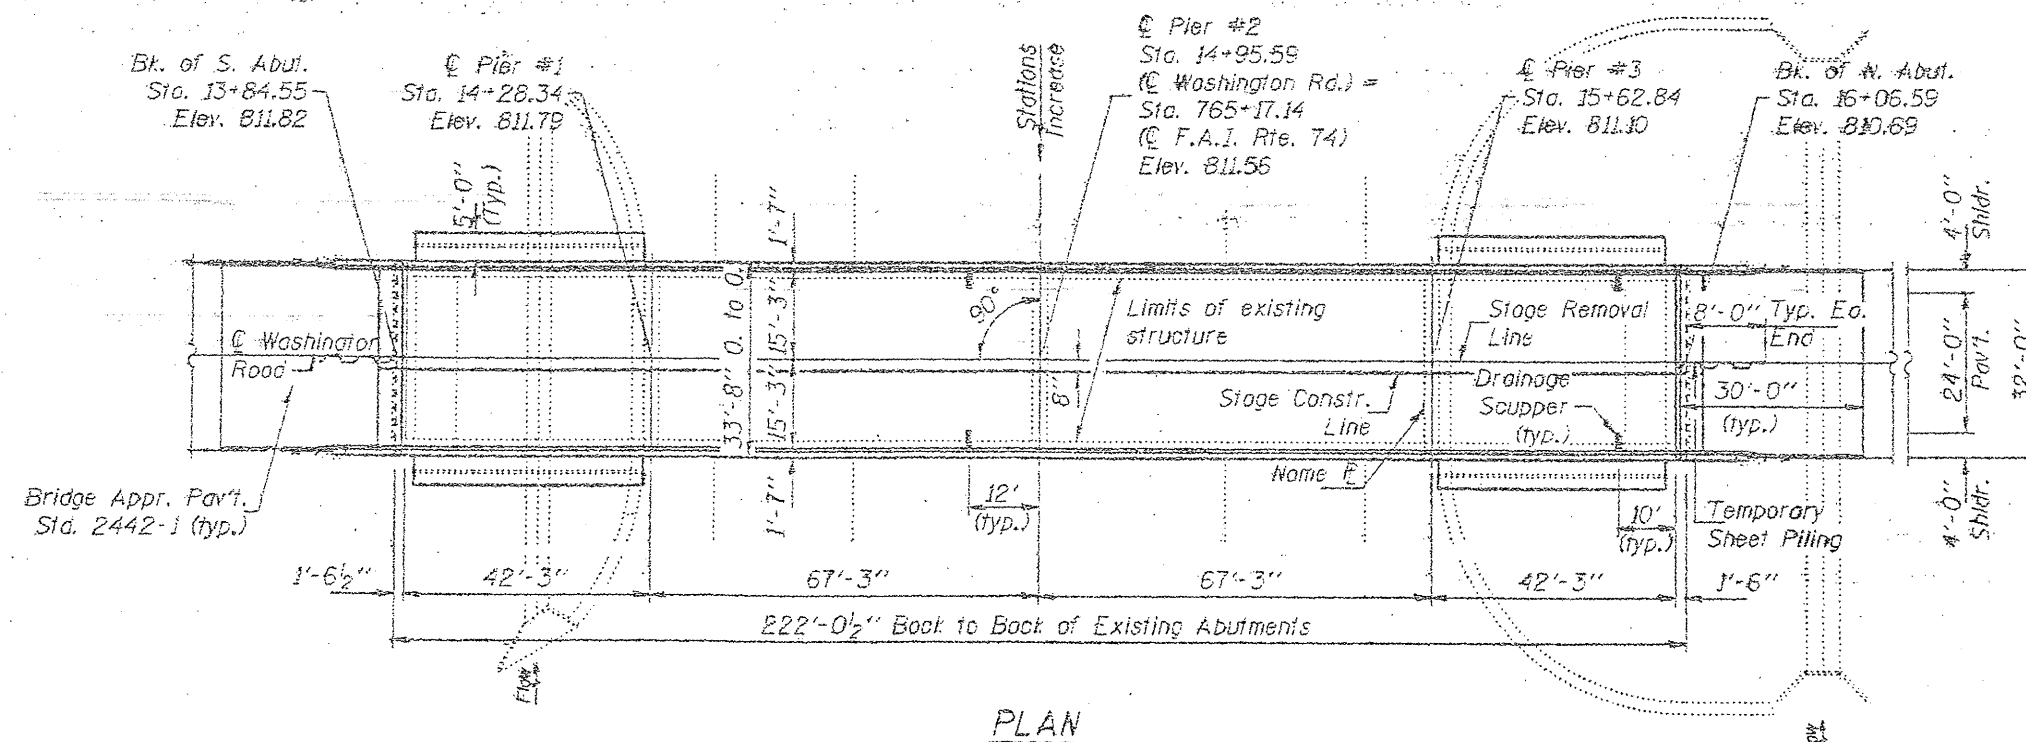 Bk. of S. Abut.
Sta. 13+84.55
Elev. 811.82
℄ Pier #1
Sta. 14+28.34
Elev. 811.79
Stations
Increase
℄ Pier #2
Sta. 14+95.59
(℄ Washington Rd.) =
Sta. 765+17.14
(℄ F.A.I. Rte. 74)
Elev. 811.56
℄ Pier #3
Sta. 15+62.84
Elev. 811.10
Bk. of N. Abut.
Sta. 16+06.59
Elev. 810.69
5'-0"
(Typ.)
1'-7"
4'-0"
Shldr.
℄ Washington
Road
33'-8" O. to O.
15'-3"
15'-3"
90°
8"
Limits of existing
structure
Stage Removal
Line
Stage Constr.
Line
Drainage
Scupper
(typ.)
8'-0" Typ. Ea.
End
30'-0"
(typ.)
24'-0"
Pav't.
32'-0"
Name ℄
Bridge Appr. Pav't.
Std. 2442-1 (typ.)
1'-7"
12'
(typ.)
10'
(typ.)
Temporary
Sheet Piling
4'-0"
Shldr.
1'-6½"
42'-3"
67'-3"
67'-3"
42'-3"
1'-6"
222'-0½" Back to Back of Existing Abutments
Flow
PLAN